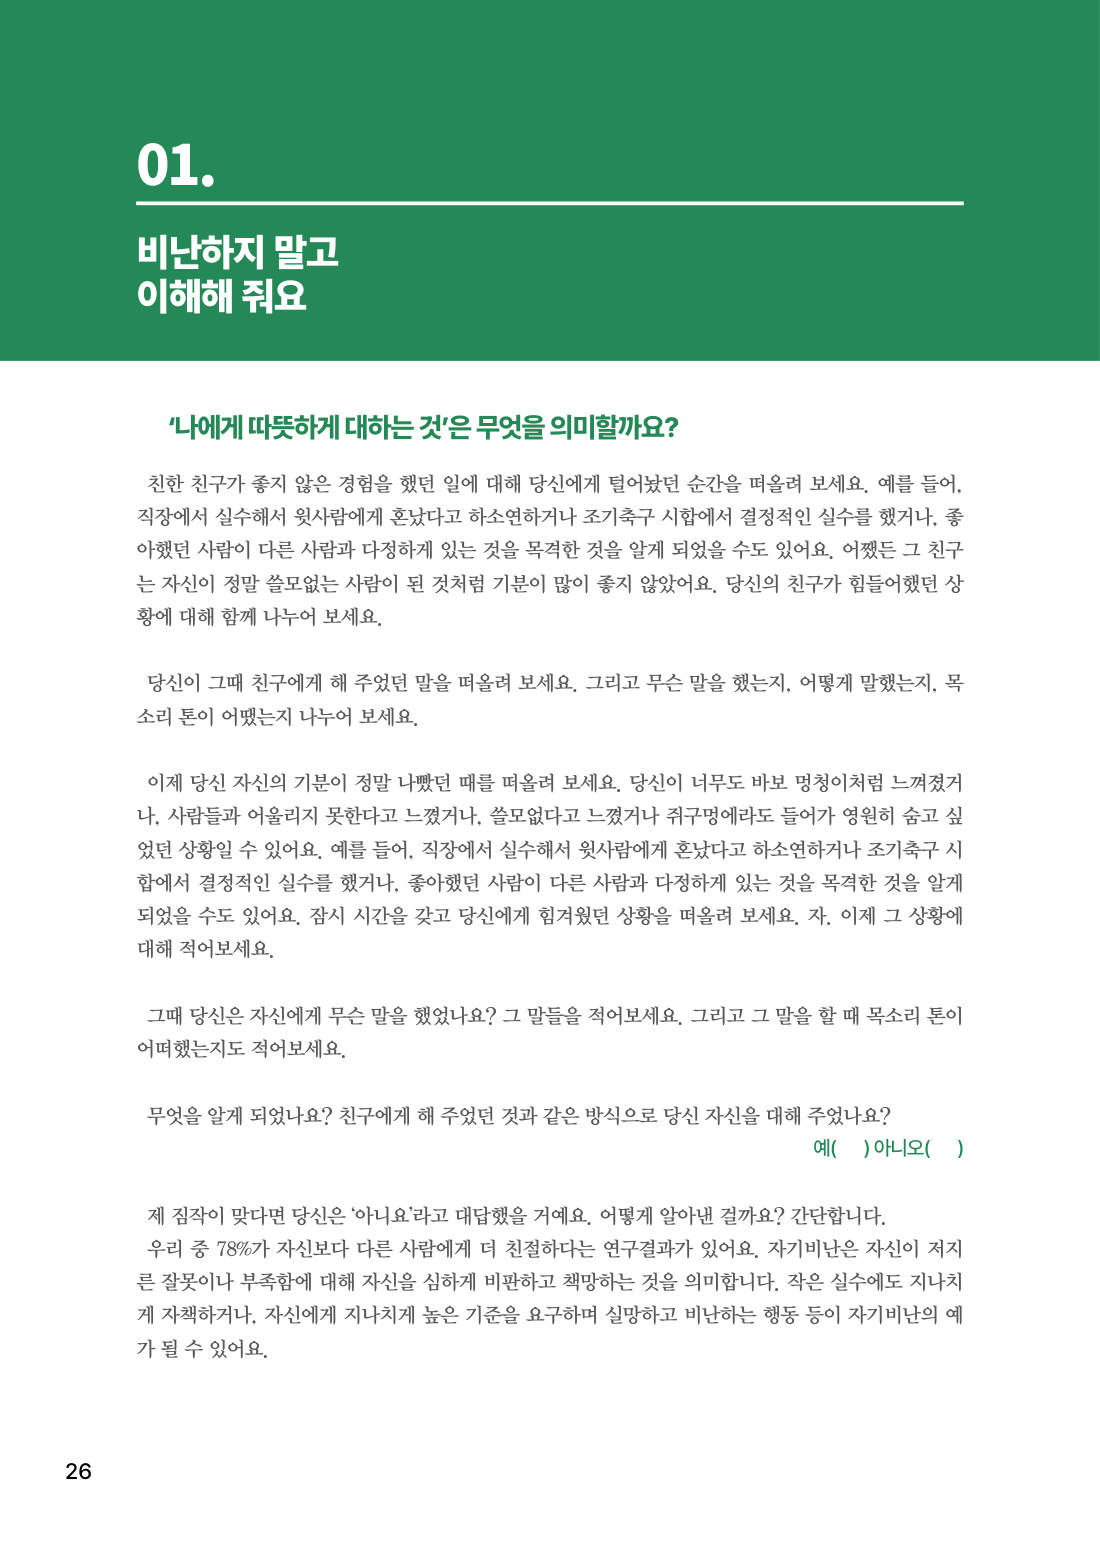 01.
비난하지 말고
이해해 줘요
‘나에게 따뜻하게 대하는 것’은 무엇을 의미할까요?
친한 친구가 좋지 않은 경험을 했던 일에 대해 당신에게 털어놨던 순간을 떠올려 보세요. 예를 들어,
직장에서 실수해서 윗사람에게 혼났다고 하소연하거나 조기축구 시합에서 결정적인 실수를 했거나, 좋
아했던 사람이 다른 사람과 다정하게 있는 것을 목격한 것을 알게 되었을 수도 있어요. 어쨌든 그 친구
는 자신이 정말 쓸모없는 사람이 된 것처럼 기분이 많이 좋지 않았어요. 당신의 친구가 힘들어했던 상
황에 대해 함께 나누어 보세요.
당신이 그때 친구에게 해 주었던 말을 떠올려 보세요. 그리고 무슨 말을 했는지, 어떻게 말했는지, 목
소리 톤이 어땠는지 나누어 보세요.
이제 당신 자신의 기분이 정말 나빴던 때를 떠올려 보세요. 당신이 너무도 바보 멍청이처럼 느껴졌거
나, 사람들과 어울리지 못한다고 느꼈거나, 쓸모없다고 느꼈거나 쥐구멍에라도 들어가 영원히 숨고 싶
었던 상황일 수 있어요. 예를 들어, 직장에서 실수해서 윗사람에게 혼났다고 하소연하거나 조기축구 시
합에서 결정적인 실수를 했거나, 좋아했던 사람이 다른 사람과 다정하게 있는 것을 목격한 것을 알게
되었을 수도 있어요. 잠시 시간을 갖고 당신에게 힘겨웠던 상황을 떠올려 보세요. 자, 이제 그 상황에
대해 적어보세요.
그때 당신은 자신에게 무슨 말을 했었나요? 그 말들을 적어보세요. 그리고 그 말을 할 때 목소리 톤이
어떠했는지도 적어보세요.
무엇을 알게 되었나요? 친구에게 해 주었던 것과 같은 방식으로 당신 자신을 대해 주었나요?
예(   ) 아니오(   )
제 짐작이 맞다면 당신은 ‘아니요’라고 대답했을 거예요. 어떻게 알아낸 걸까요? 간단합니다.
우리 중 78%가 자신보다 다른 사람에게 더 친절하다는 연구결과가 있어요. 자기비난은 자신이 저지
른 잘못이나 부족함에 대해 자신을 심하게 비판하고 책망하는 것을 의미합니다. 작은 실수에도 지나치
게 자책하거나, 자신에게 지나치게 높은 기준을 요구하며 실망하고 비난하는 행동 등이 자기비난의 예
가 될 수 있어요.
26